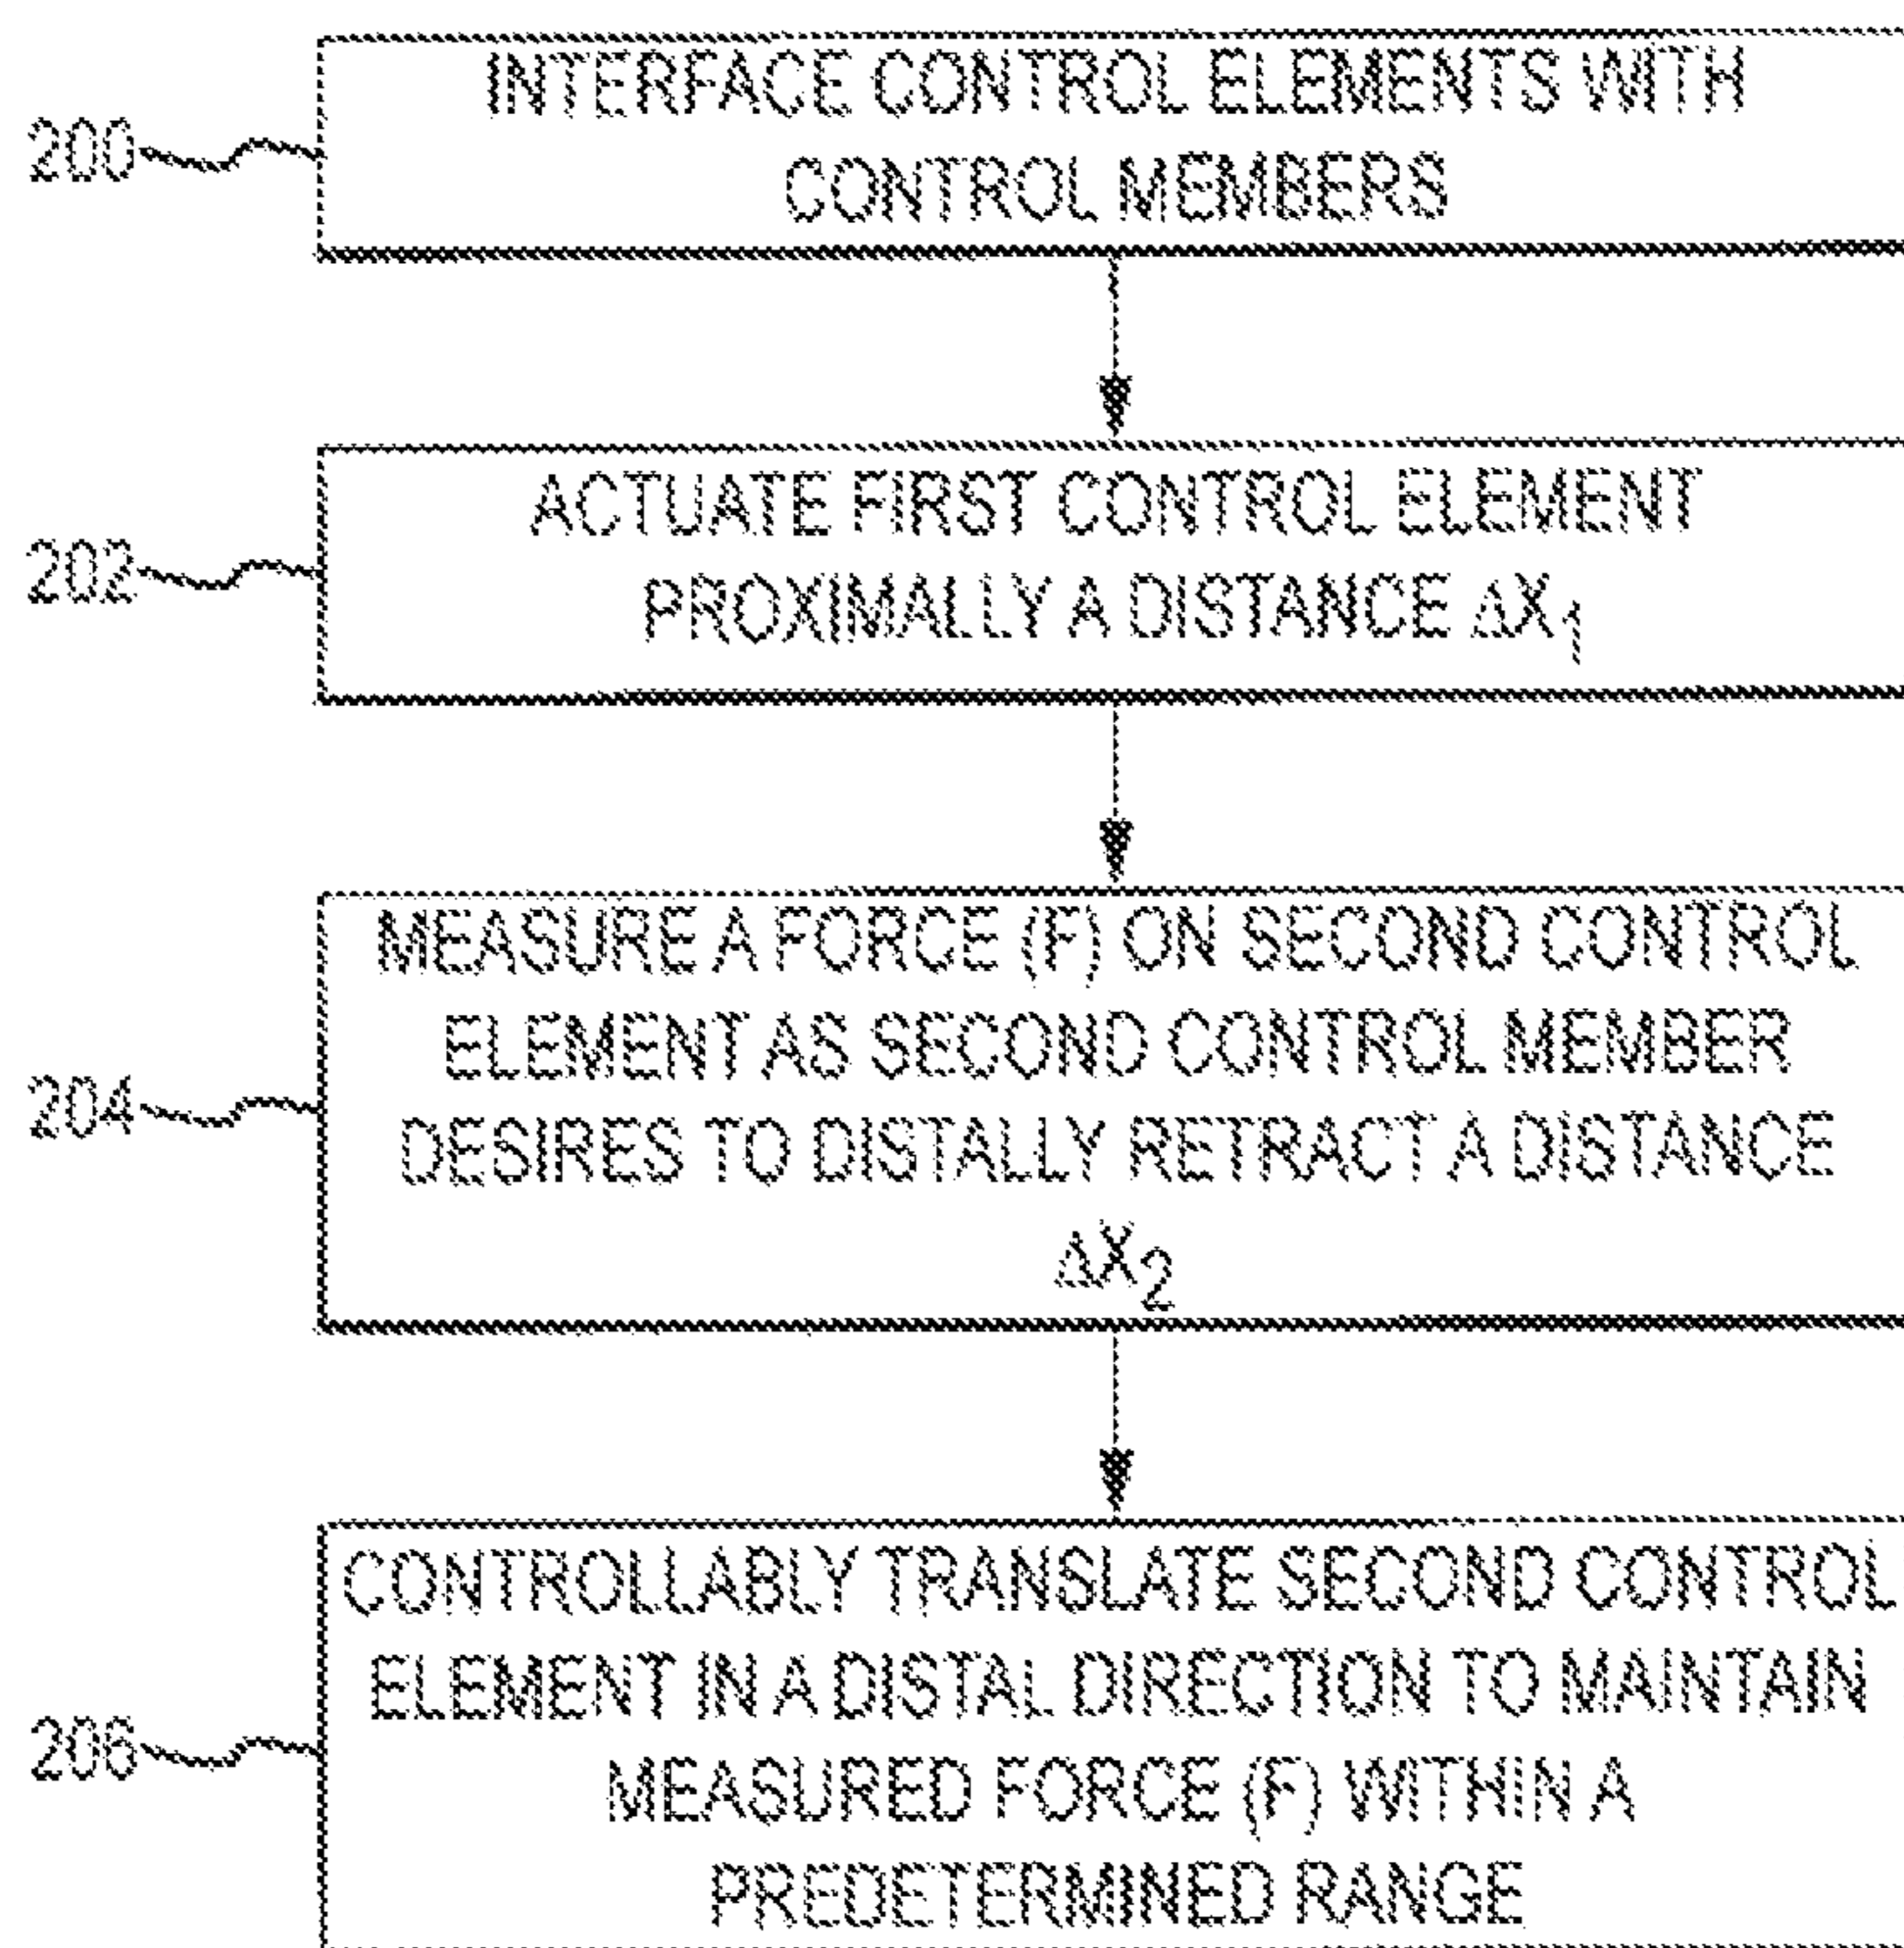 200
INTERFACE CONTROL ELEMENTS WITH
CONTROL MEMBERS
202
ACTUATE FIRST CONTROL ELEMENT
PROXIMALLY A DISTANCE ΔX1
204
MEASURE A FORCE (F) ON SECOND CONTROL
ELEMENT AS SECOND CONTROL MEMBER
DESIRES TO DISTALLY RETRACT A DISTANCE
ΔX2
206
CONTROLLABLY TRANSLATE SECOND CONTROL
ELEMENT IN A DISTAL DIRECTION TO MAINTAIN
MEASURED FORCE (F) WITHIN A
PREDETERMINED RANGE